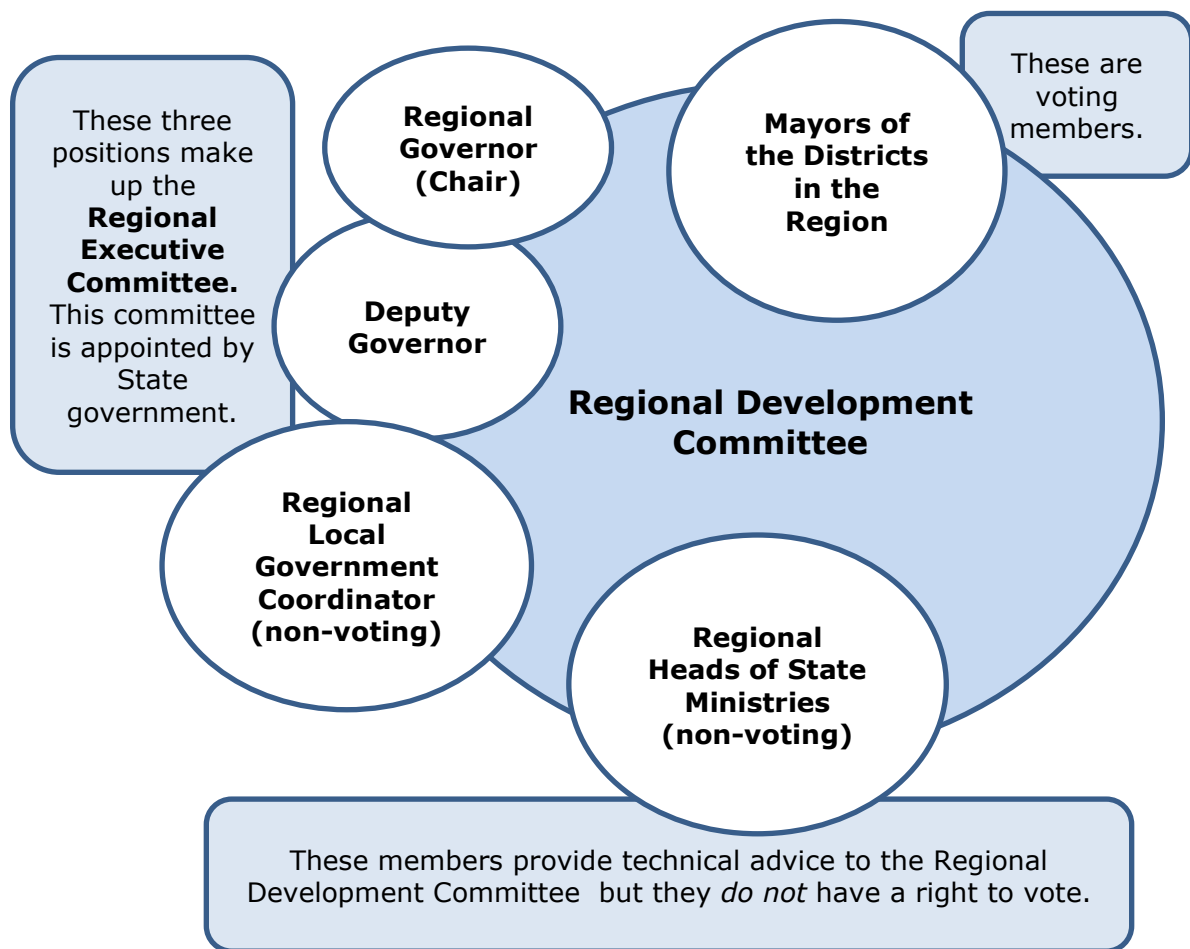 These three
positions make
up the
Regional
Executive
Committee.
This committee
is appointed by
State
government.
Regional
Governor
(Chair)
Mayors of
the Districts
in the
Region
These are
voting
members.
Deputy
Governor
Regional Development
Committee
Regional
Local
Government
Coordinator
(non-voting)
Regional
Heads of State
Ministries
(non-voting)
These members provide technical advice to the Regional
Development Committee but they do not have a right to vote.